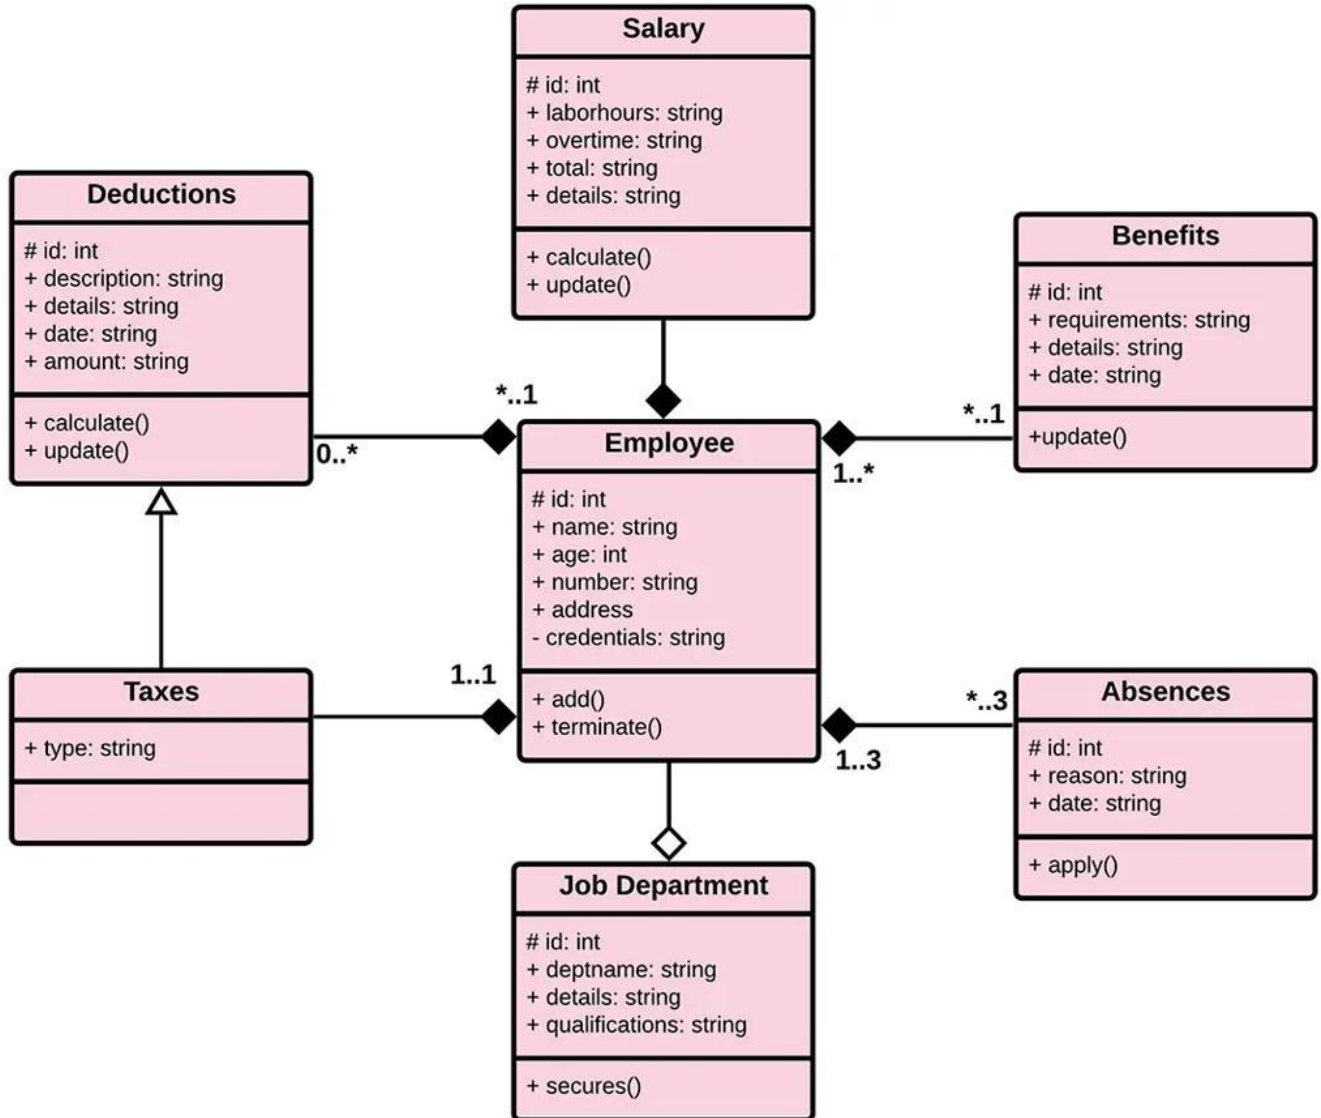 Salary
# id: int
+ laborhours: string
+ overtime: string
+ total: string
+ details: string
+ calculate()
+ update()
Deductions
# id: int
+ description: string
+ details: string
+ date: string
+ amount: string
+ calculate()
+ update()
Benefits
# id: int
+ requirements: string
+ details: string
+ date: string
+update()
*..1
0..*
*..1
1..*
Employee
# id: int
+ name: string
+ age: int
+ number: string
+ address
- credentials: string
+ add()
+ terminate()
Taxes
+ type: string
1..1
*..3
1..3
Absences
# id: int
+ reason: string
+ date: string
+ apply()
Job Department
# id: int
+ deptname: string
+ details: string
+ qualifications: string
+ secures()